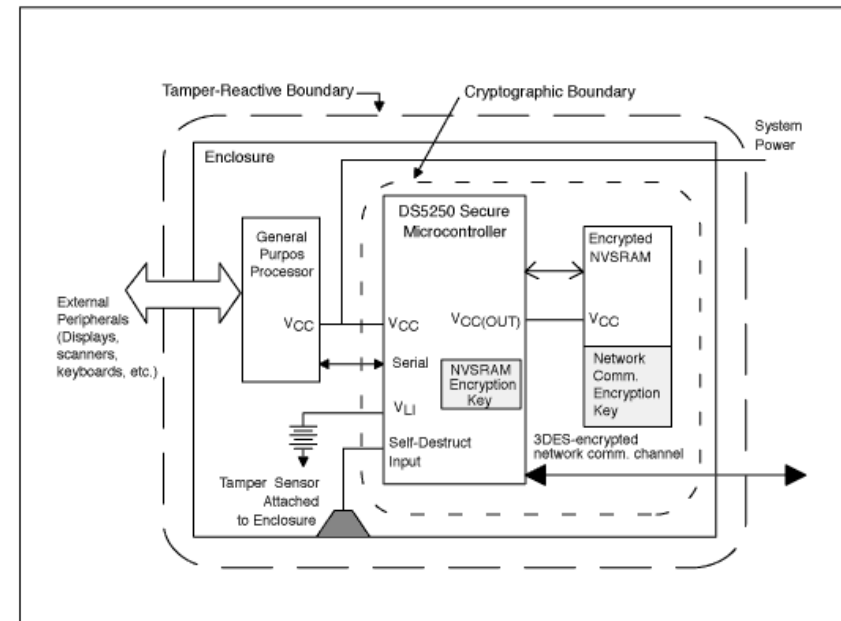 Tamper-Reactive Boundary
Cryptographic Boundary
System
Power
Enclosure
General
Purpos
Processor
VCC
External
Peripherals
(Displays,
scanners,
keyboards, etc.)
DS5250 Secure
Microcontroller
VCC
VCC(OUT)
Serial
NVSRAM
Encryption
Key
VLI
Self-Destruct
Input
Encrypted
NVSRAM
VCC
Network
Comm.
Encryption
Key
3DES-encrypted
network comm. channel
Tamper Sensor
Attached
to Enclosure